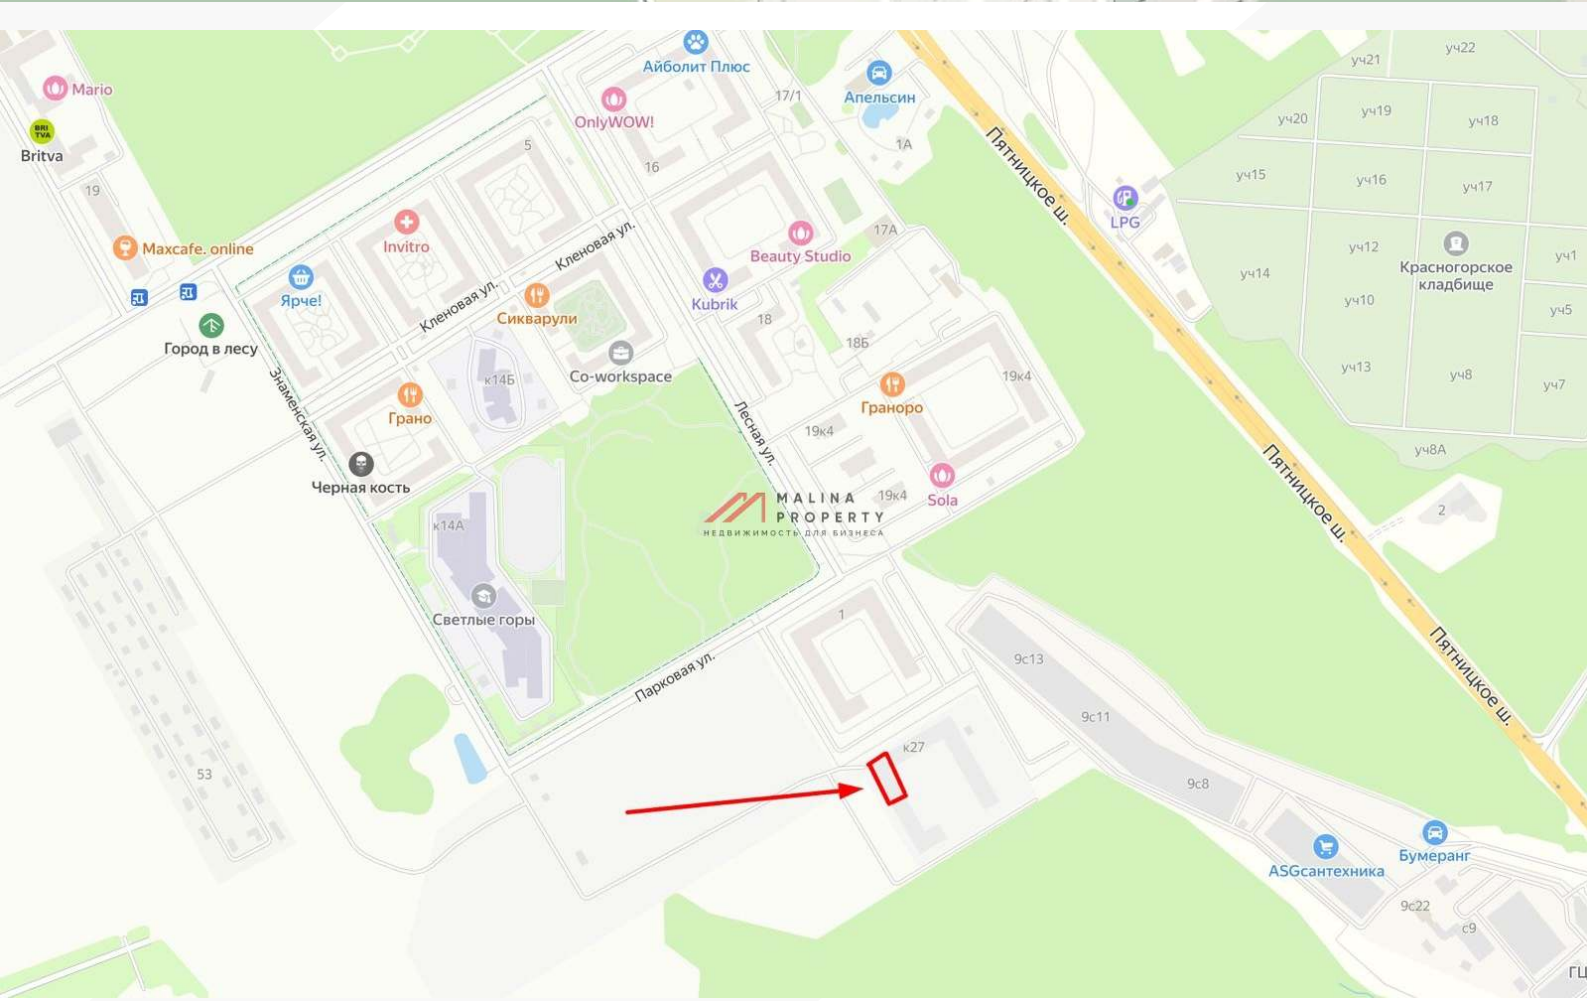 Айболит Плюс
Mario
OnlyWOW!
17/1
Апельсин
BRI
TVA
Britva
5
16
1А
19
Пятницкое ш.
уч21
уч22
уч20
уч19
уч18
уч15
уч16
уч17
LPG
Maxcafe. online
Invitro
Кленовая ул.
Beauty Studio
17А
уч12
Красногорское
кладбище
уч1
уч14
уч10
уч5
Ярче!
Кленовая ул.
Сикварули
Kubrik
18
18Б
Город в лесу
к14Б
Co-workspace
19к4
уч13
уч8
уч7
Знаменская ул.
Грано
Лесная ул.
Граноро
19к4
8
уч8А
Черная кость
Пятницкое ш.
к14А
MALINA
PROPERTY
НЕДВИЖИМОСТЬ ДЛЯ БИЗНЕСА
19к4
Sola
2
Светлые горы
1
Парковая ул.
9с13
Пятницкое ш.
9с11
к27
53
9с8
ASGсантехника
Бумеранг
9с22
с9
ГЦ